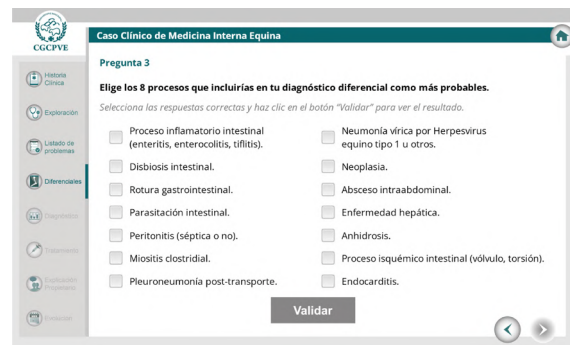 CGCPVE
Caso Clínico de Medicina Interna Equina
Historia
Clínica
Exploración
Listado de
problemas
Diferenciales
Diagnóstico
Tratamiento
Explicación
Propietario
Evolución
Pregunta 3
Elige los 8 procesos que incluirías en tu diagnóstico diferencial como más probables.
Selecciona las respuestas correctas y haz clic en el botón “Validar” para ver el resultado.
Proceso inflamatorio intestinal
(enteritis, enterocolitis, tiflitis).
Disbiosis intestinal.
Rotura gastrointestinal.
Parasitación intestinal.
Peritonitis (séptica o no).
Miositis clostridial.
Pleuroneumonía post-transporte.
Neumonía vírica por Herpesvirus
equino tipo 1 u otros.
Neoplasia.
Absceso intraabdominal.
Enfermedad hepática.
Anhidrosis.
Proceso isquémico intestinal (vólvulo, torsión).
Endocarditis.
Validar